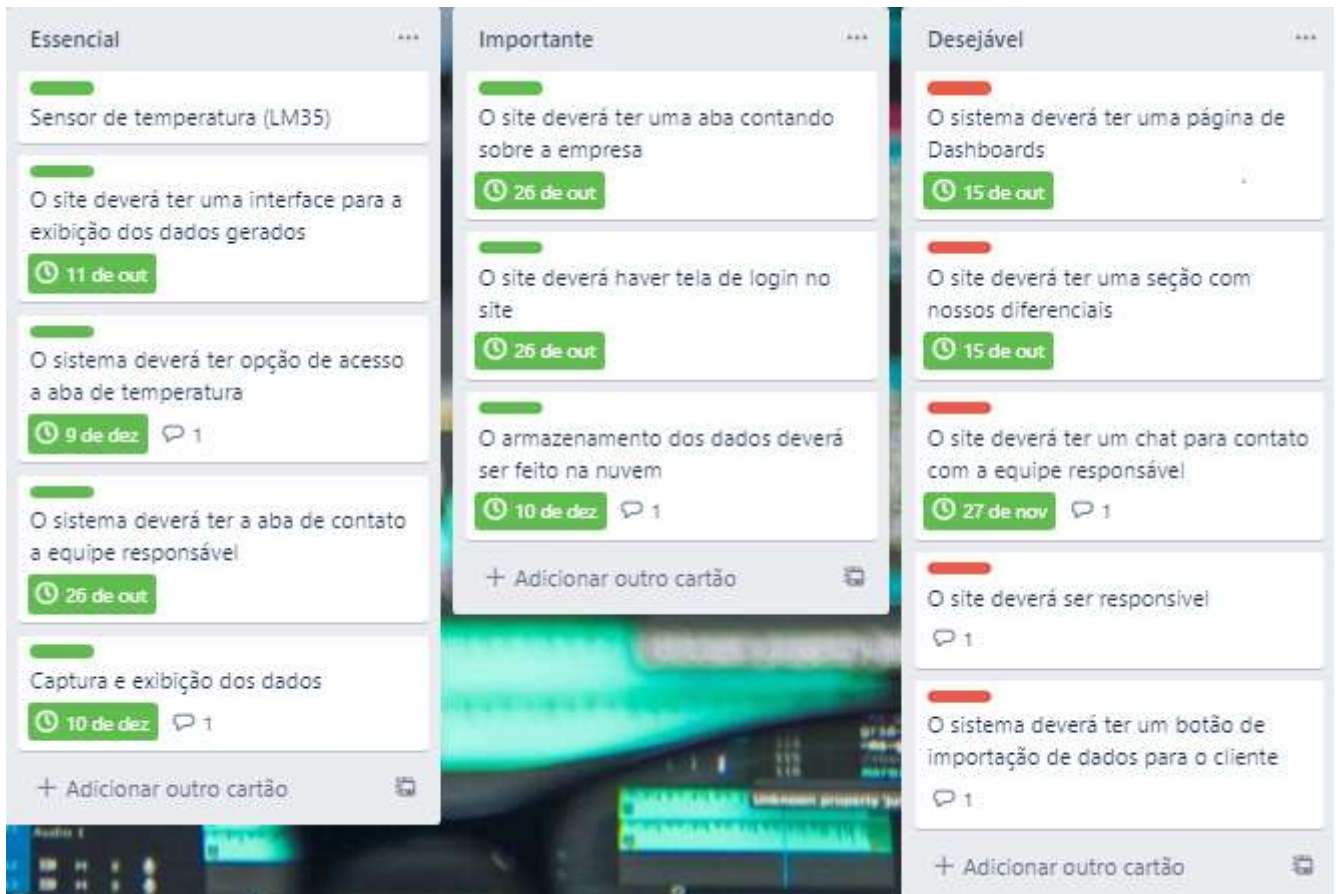 Essencial
Sensor de temperatura (LM35)
O site deverá ter uma interface para a
exibição dos dados gerados
11 de out
O sistema deverá ter opção de acesso
a aba de temperatura
9 de dez 1
O sistema deverá ter a aba de contato
a equipe responsável
26 de out
Captura e exibição dos dados
10 de dez 1
+ Adicionar outro cartão
Importante
O site deverá ter uma aba contando
sobre a empresa
26 de out
O site deverá haver tela de login no
site
26 de out
O armazenamento dos dados deverá
ser feito na nuvem
10 de dez 1
+ Adicionar outro cartão
Desejável
O sistema deverá ter uma página de
Dashboards
15 de out
O site deverá ter uma seção com
nossos diferenciais
15 de out
O site deverá ter um chat para contato
com a equipe responsável
27 de nov 1
O site deverá ser responsivel
1
O sistema deverá ter um botão de
importação de dados para o cliente
1
+ Adicionar outro cartão
Audio 1
Unknown property